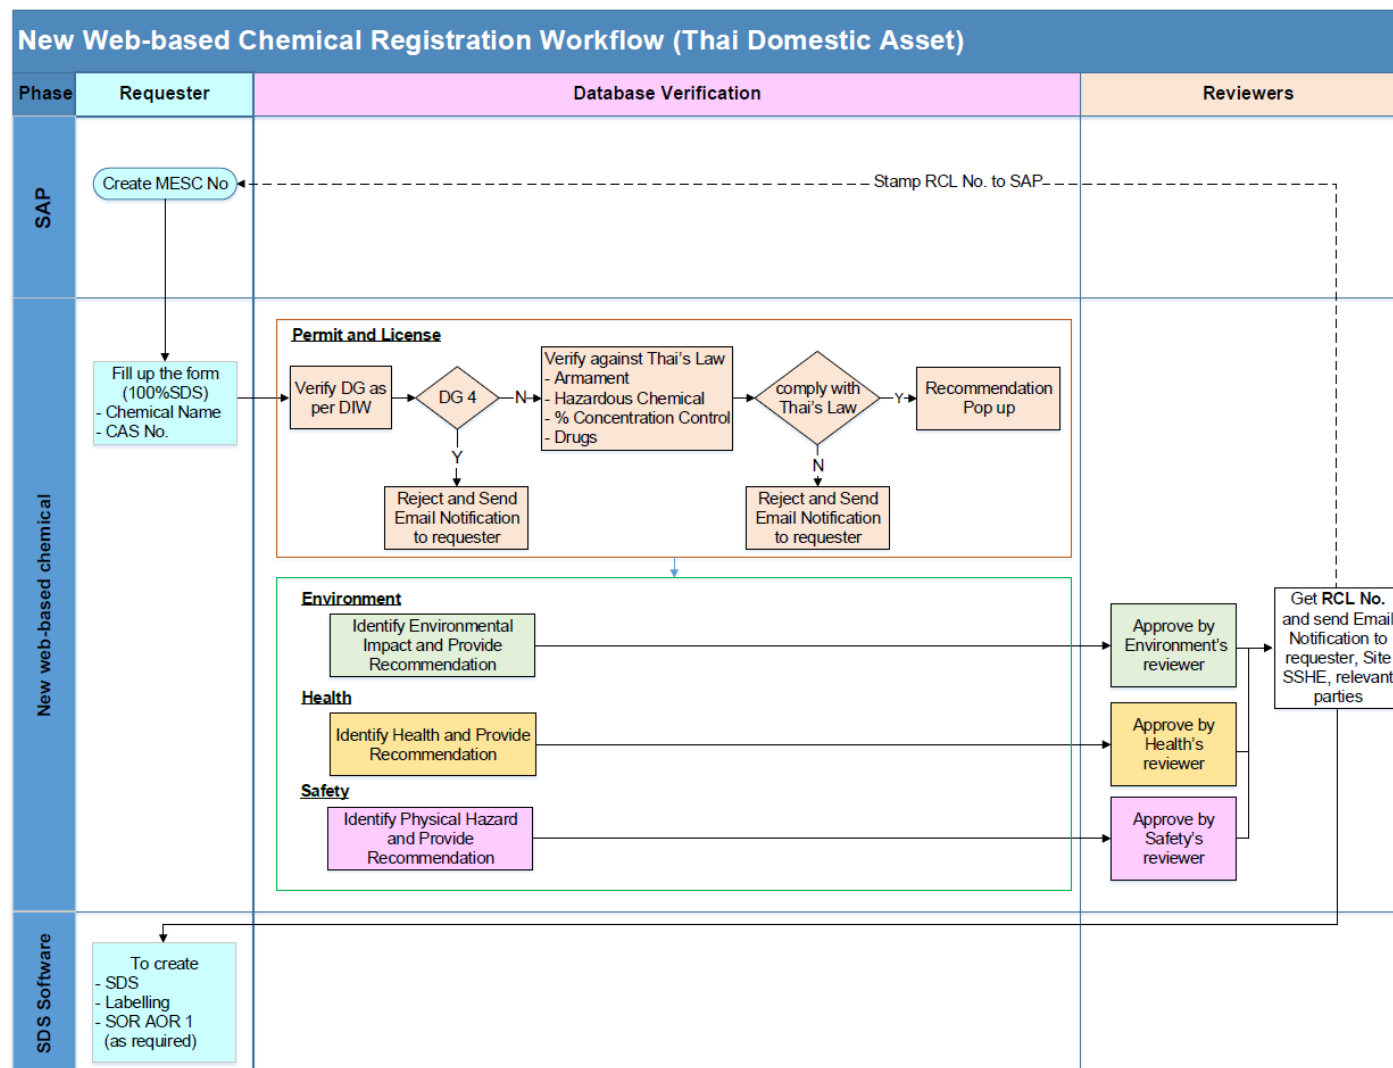 New Web-based Chemical Registration Workflow (Thai Domestic Asset)
Phase
Requester
Database Verification
Reviewers
SAP
Create MESC No
Stamp RCL No. to SAP
New web-based chemical
Fill up the form
(100%SDS)
- Chemical Name
- CAS No.
Permit and License
Verify DG as
per DIW
DG 4
N
Y
Verify against Thai's Law
- Armament
- Hazardous Chemical
- % Concentration Control
- Drugs
comply with
Thai's Law
Y
N
Recommendation
Pop up
Reject and Send
Email Notification
to requester
Reject and Send
Email Notification
to requester
Environment
Identify Environmental
Impact and Provide
Recommendation
Approve by
Environment's
reviewer
Health
Identify Health and Provide
Recommendation
Approve by
Health's
reviewer
Safety
Identify Physical Hazard
and Provide
Recommendation
Approve by
Safety's
reviewer
Get RCL No.
and send Email
Notification to
requester, Site
SSHE, relevant
parties
SDS Software
To create
- SDS
- Labelling
- SOR AOR 1
(as required)